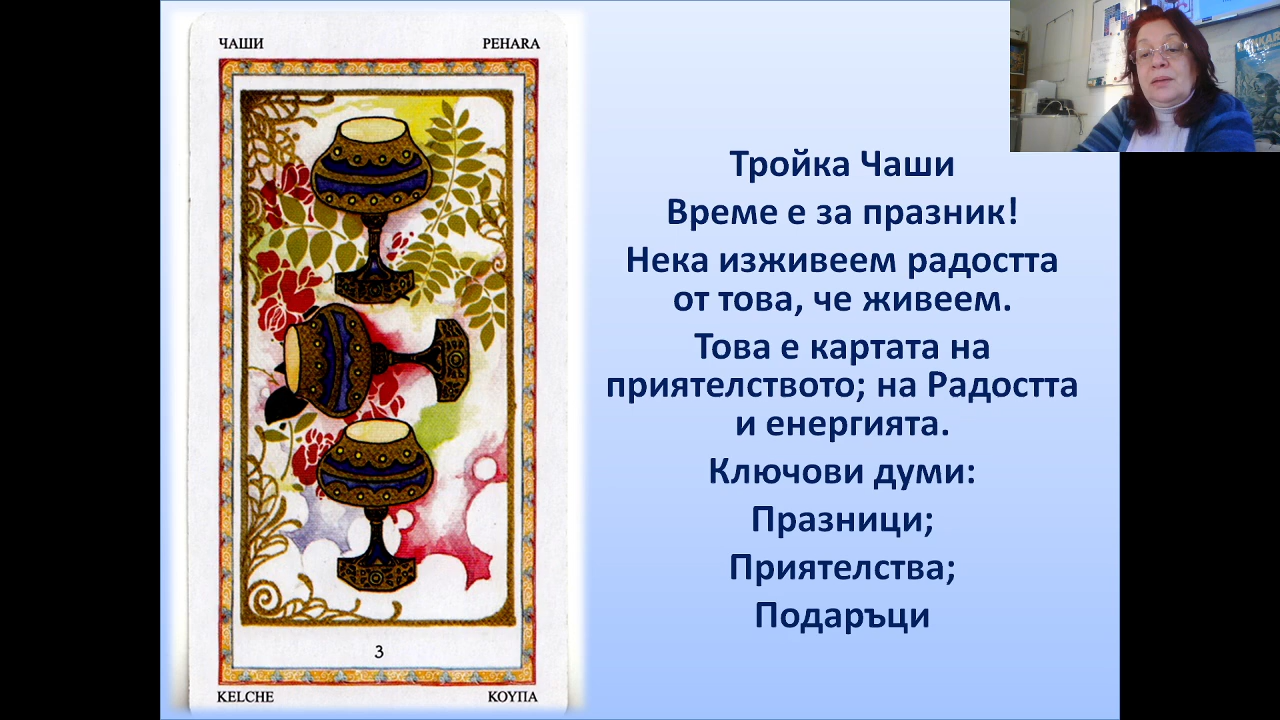 ЧАШИ
PEHARA
3
KELCHE
КОУПА
Тройка Чаши
Време е за празник!
Нека изживеем радостта
от това, че живеем.
Това е картата на
приятелството; на Радостта
и енергията.
Ключови думи:
Празници;
Приятелства;
Подаръци